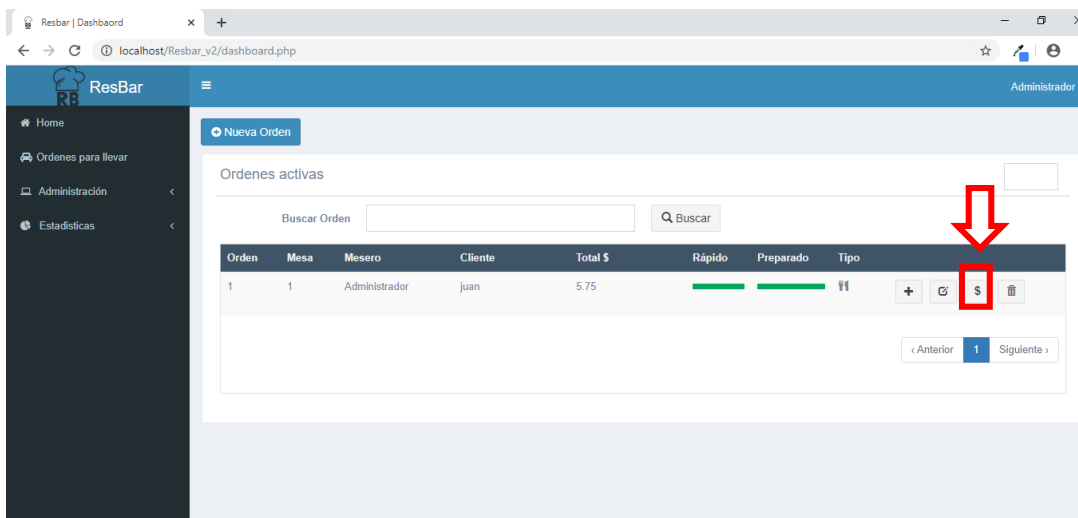 Resbar | Dashbaord
localhost/Resbar_v2/dashboard.php
RB ResBar
Administrador
Home
Nueva Orden
Ordenes para llevar
Ordenes activas
Administración
Buscar Orden Buscar
Estadisticas
Orden Mesa Mesero Cliente Total $ Rápido Preparado Tipo
1 1 Administrador juan 5.75 $
‹ Anterior 1 Siguiente ›